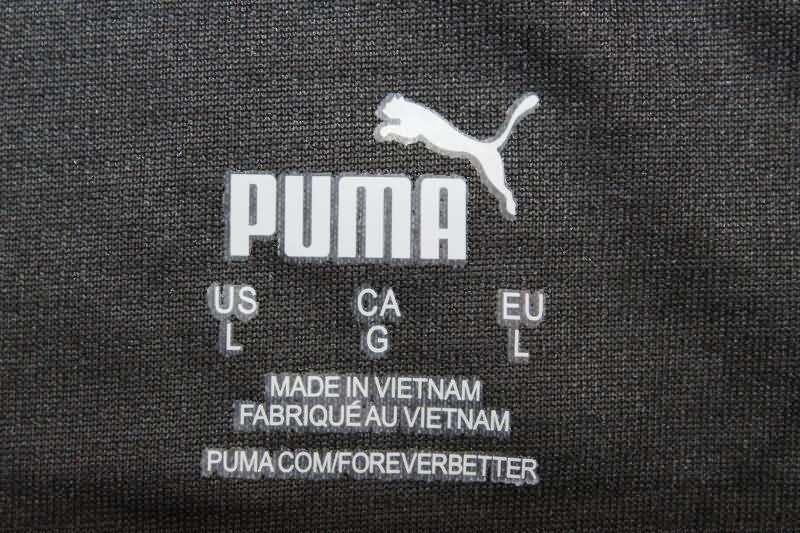 PUMA
US CA EU
L G L
MADE IN VIETNAM
FABRIQUÉ AU VIETNAM
PUMA.COM/FOREVERBETTER